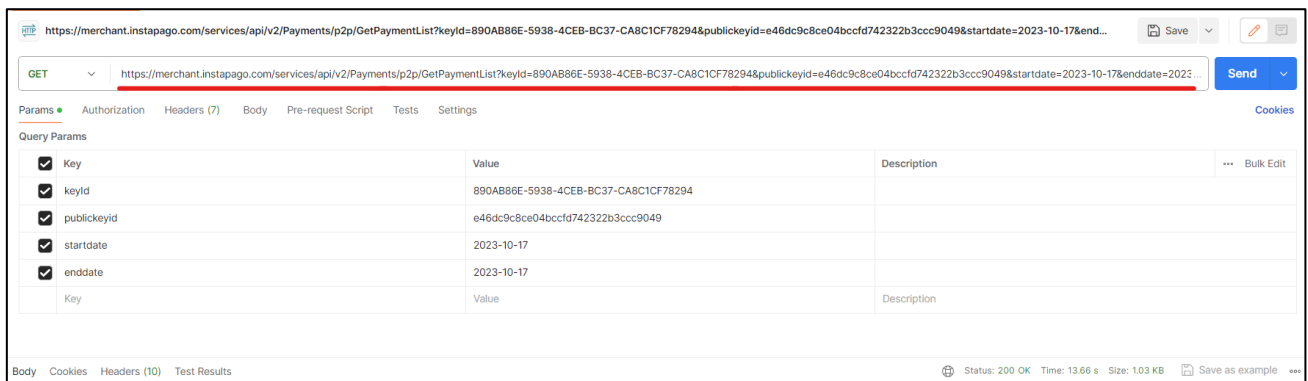 HTTP https://merchant.instapago.com/services/api/v2/Payments/p2p/GetPaymentList?keyId=890AB86E-5938-4CEB-BC37-CA8C1CF78294&publickeyid=e46dc9c8ce04bccfd742322b3ccc9049&startdate=2023-10-17&end... Save
GET https://merchant.instapago.com/services/api/v2/Payments/p2p/GetPaymentList?keyId=890AB86E-5938-4CEB-BC37-CA8C1CF78294&publickeyid=e46dc9c8ce04bccfd742322b3ccc9049&startdate=2023-10-17&enddate=2023... Send
Params Authorization Headers (7) Body Pre-request Script Tests Settings Cookies
Query Params
Key Value Description ... Bulk Edit
keyId 890AB86E-5938-4CEB-BC37-CA8C1CF78294
publickeyid e46dc9c8ce04bccfd742322b3ccc9049
startdate 2023-10-17
enddate 2023-10-17
Key Value Description
Body Cookies Headers (10) Test Results Status: 200 OK Time: 13.66 s Size: 1.03 KB Save as example